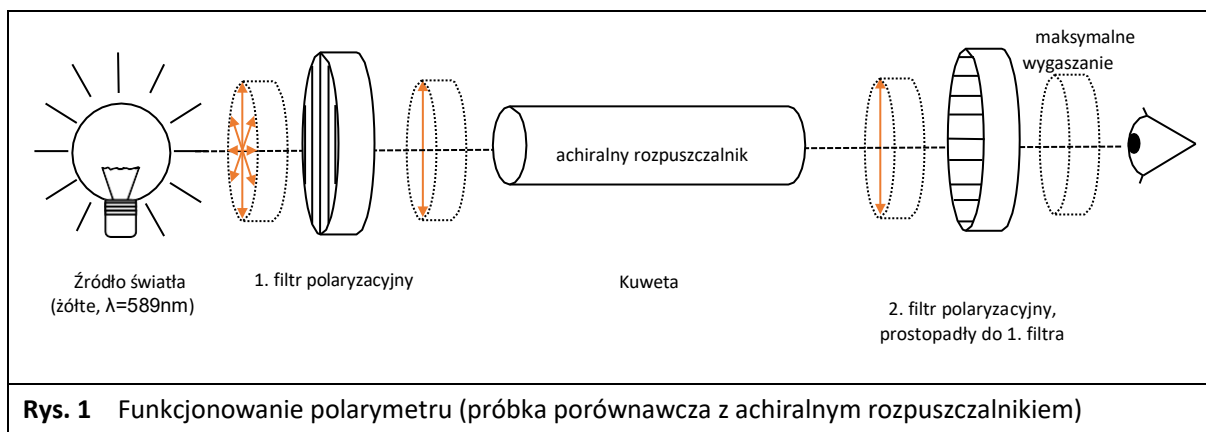 maksymalne
wygaszanie
achiralny rozpuszczalnik
Źródło światła
(żółte, λ=589nm)
1. filtr polaryzacyjny
Kuweta
2. filtr polaryzacyjny,
prostopadły do 1. filtra
Rys. 1 Funkcjonowanie polarymetru (próbka porównawcza z achiralnym rozpuszczalnikiem)